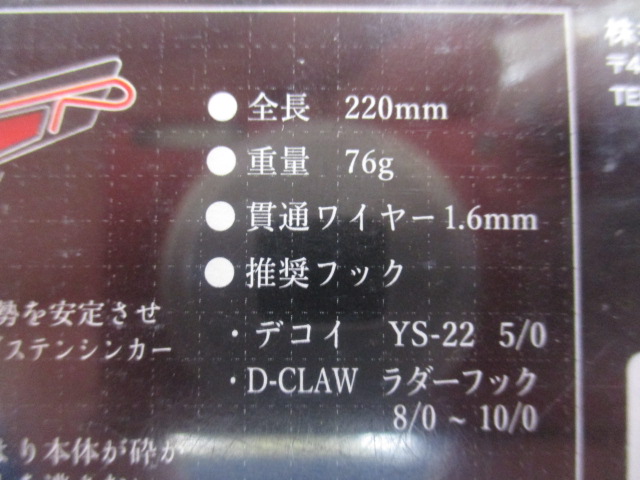 ● 全長 220mm
● 重量 76g
● 貫通ワイヤー1.6mm
● 推奨フック
・デコイ YS-22 5/0
・D-CLAW ラダーフック
8/0 ~ 10/0
勢を安定させ
ステンシンカー
より本体が砕か
株
〒4
TE